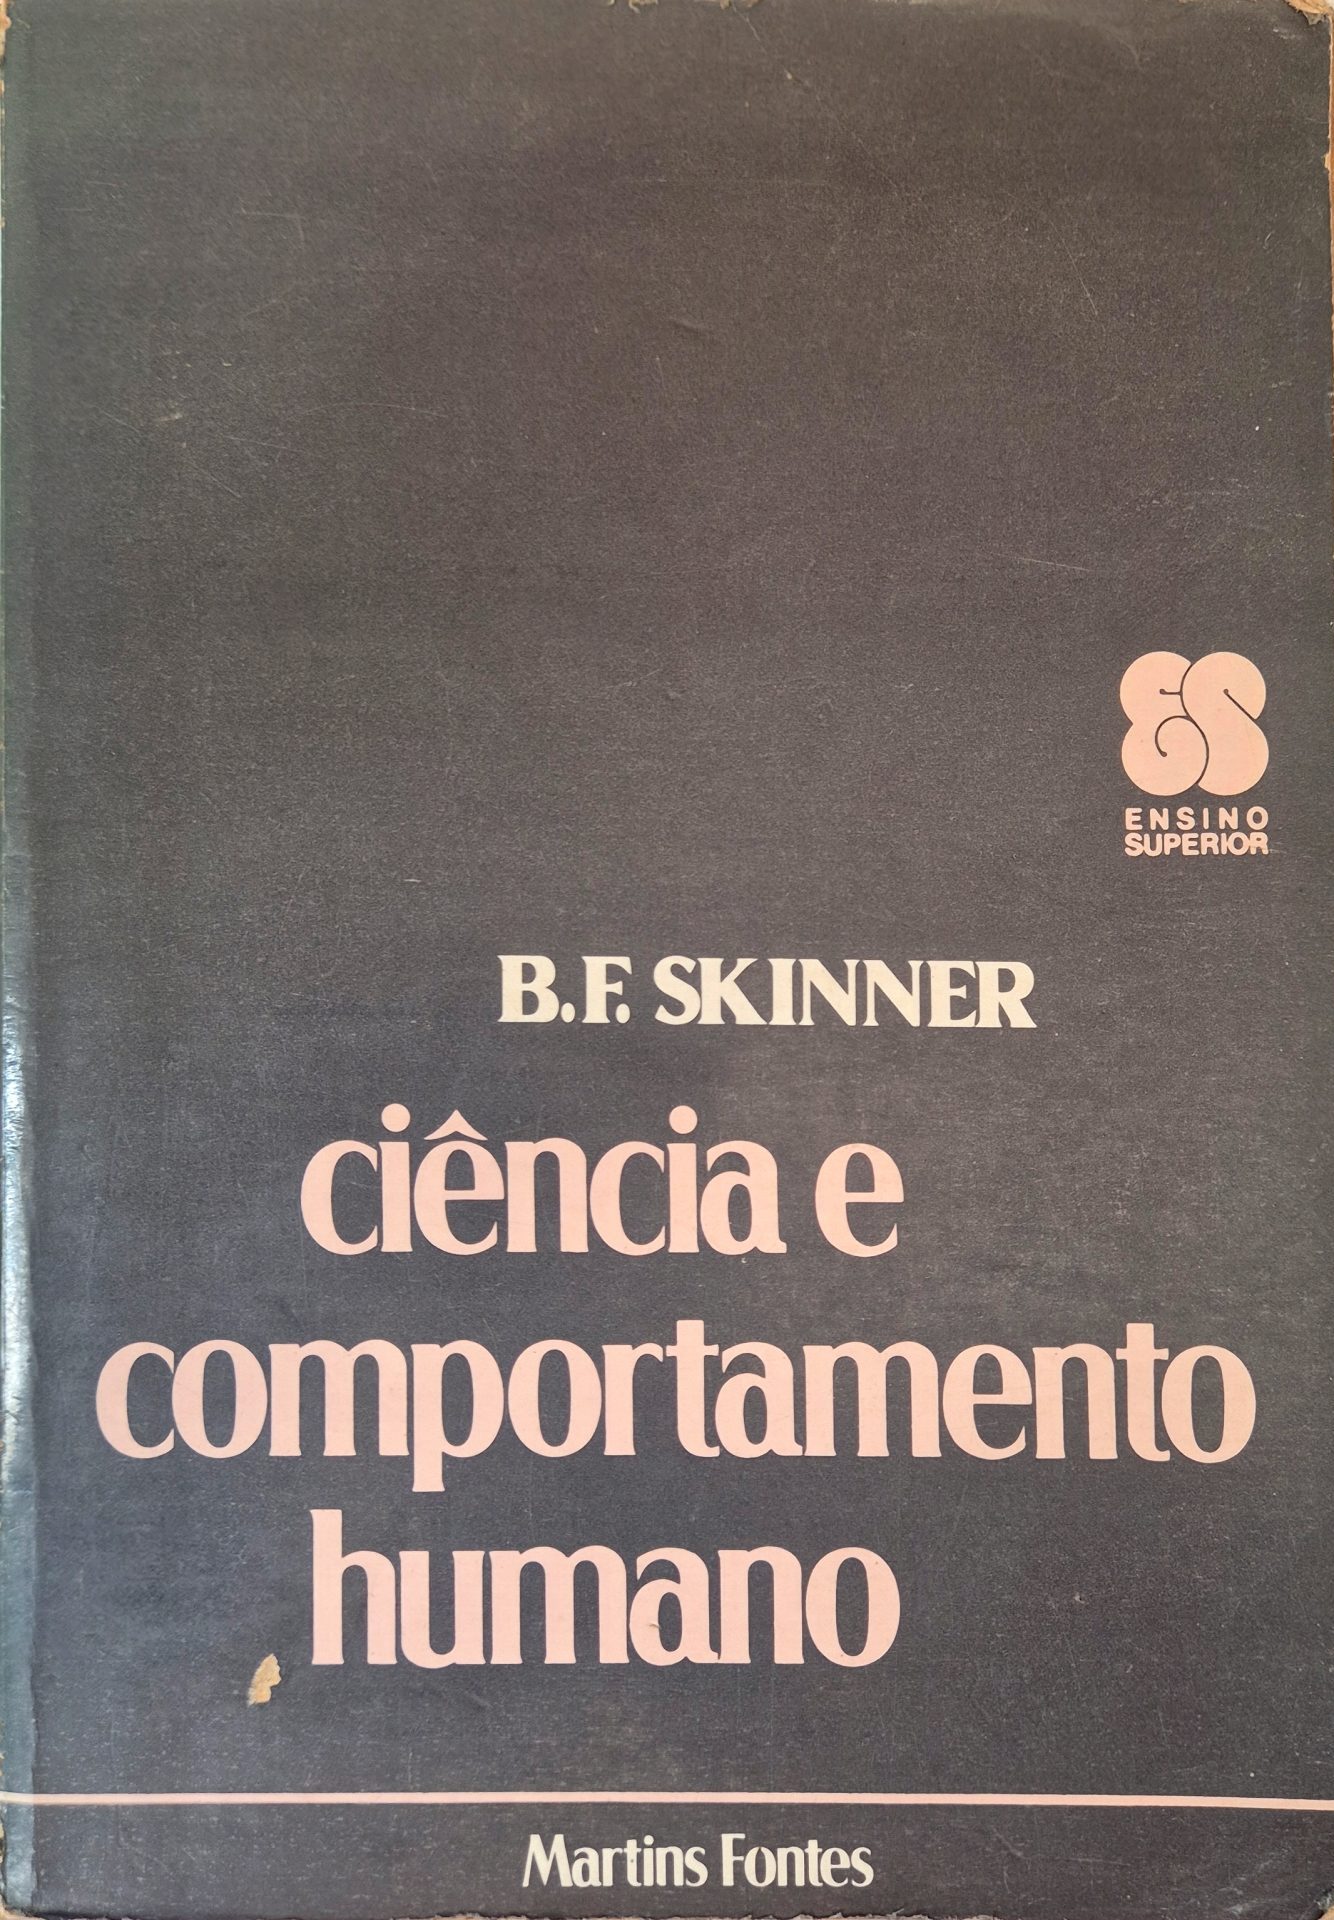 ES
ENSINO
SUPERIOR
B.F. SKINNER
ciência e
comportamento
humano
Martins Fontes